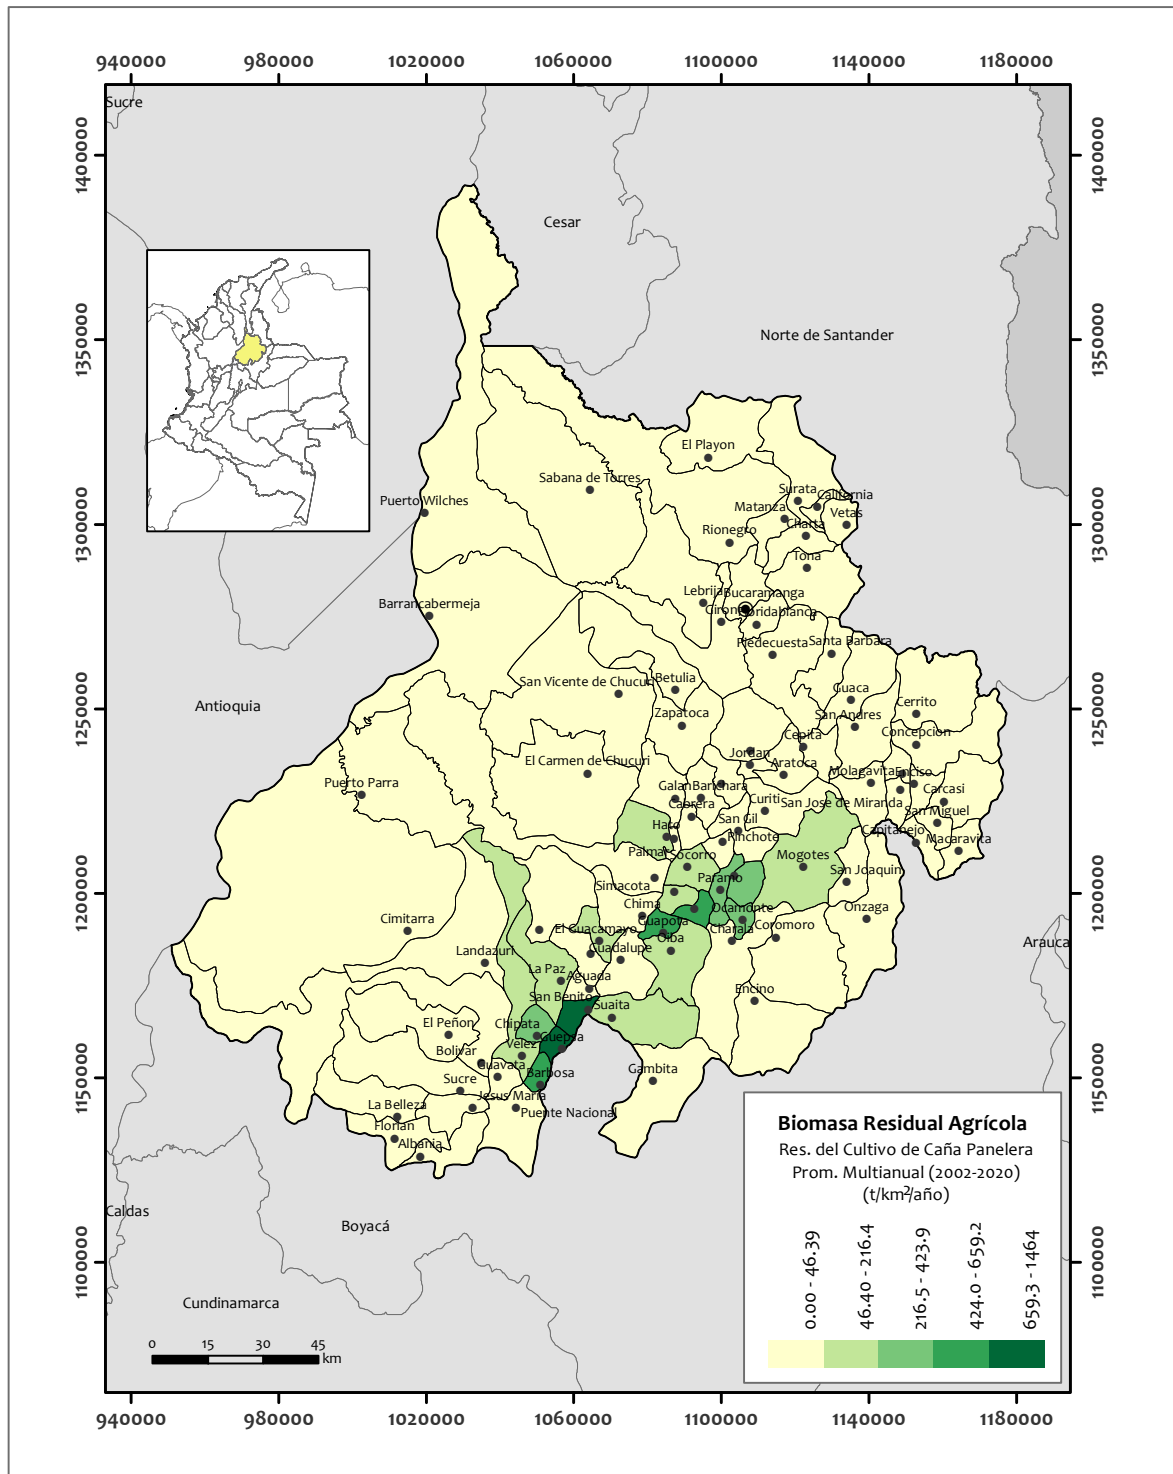 940000 980000 1020000 1060000 1100000 1140000 1180000
Sucre
1400000
1400000
Cesar
Norte de Santander
1350000
1350000
El Playon
Sabana de Torres
Surata
California
Puerto Wilches
Matanza
Vetas
1300000
1300000
Charta
Rionegro
Tona
Lebrija
Bucaramanga
Barrancabermeja
Giron
Floridablanca
Piedecuesta
Santa Barbara
San Vicente de Chucuri
Betulia
Guaca
Antioquia
Cerrito
Zapatoca
San Andres
1250000
1250000
Cepita
Concepcion
Jordan
El Carmen de Chucuri
Aratoca
Molagavita
Enciso
Puerto Parra
Galan
Barichara
Carcasi
Curiti
San Jose de Miranda
Cabrera
San Miguel
Hato
San Gil
Capitanejo
Pinchote
Macaravita
Palmar
Socorro
Mogotes
San Joaquin
Simacota
Paramo
1200000
1200000
Chima
Ocamonte
Onzaga
Cimitarra
Guapota
El Guacamayo
Charala
Coromoro
Oiba
Arauca
Landazuri
Guadalupe
La Paz
Aguada
Encino
San Benito
Suaita
El Peñon
Chipata
Guepsa
Velez
Bolivar
Guavata
Barbosa
Gambita
Sucre
1150000
1150000
Jesus Maria
La Belleza
Puente Nacional
Florian
Albania
Biomasa Residual Agrícola
Res. del Cultivo de Caña Panelera
Prom. Multianual (2002-2020)
(t/km²/año)
Caldas
Boyacá
0.00 - 46.39
46.40 - 216.4
216.5 - 423.9
424.0 - 659.2
659.3 - 1464
1100000
1100000
Cundinamarca
0 15 30 45
km
940000 980000 1020000 1060000 1100000 1140000 1180000